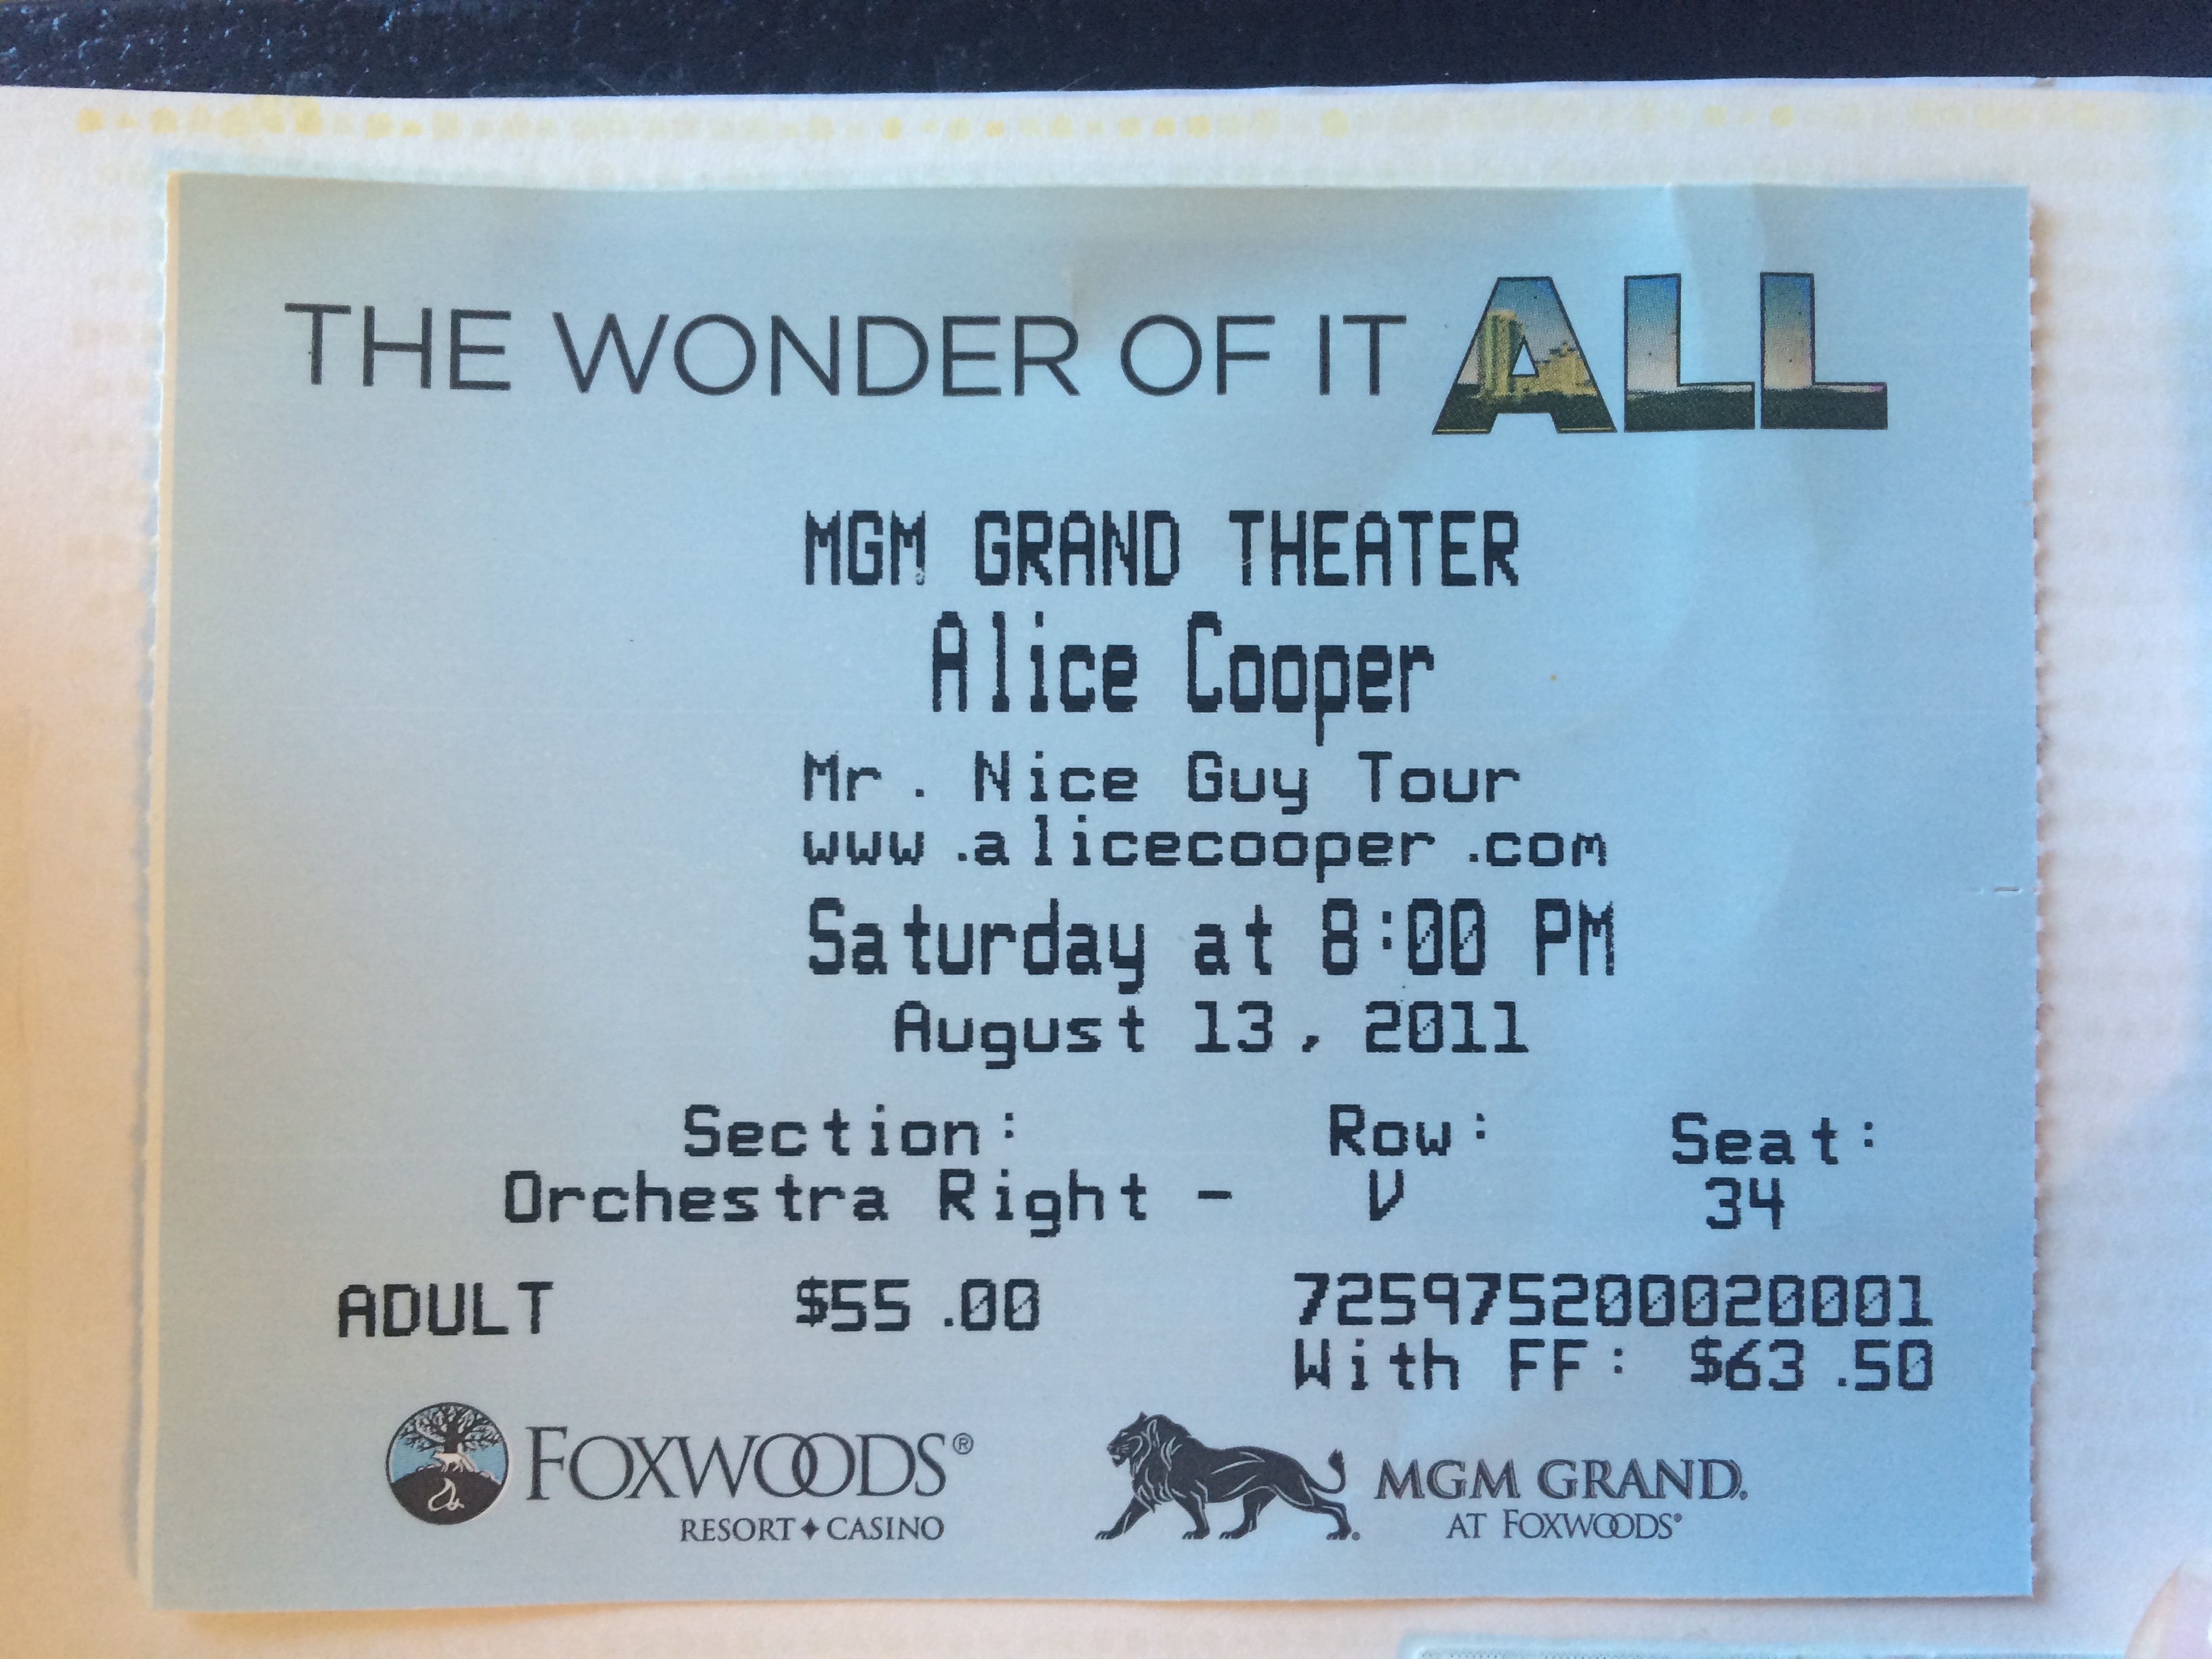 THE WONDER OF IT ALL
MGM GRAND THEATER
Alice Cooper
Mr. Nice Guy Tour
www.alicecooper.com
Saturday at 8:00 PM
August 13, 2011
Section: Row: Seat:
Orchestra Right - V 34
ADULT $55.00 725975200020001
With FF: $63.50
FOXWOODS® MGM GRAND®
RESORT ♦ CASINO AT FOXWOODS®